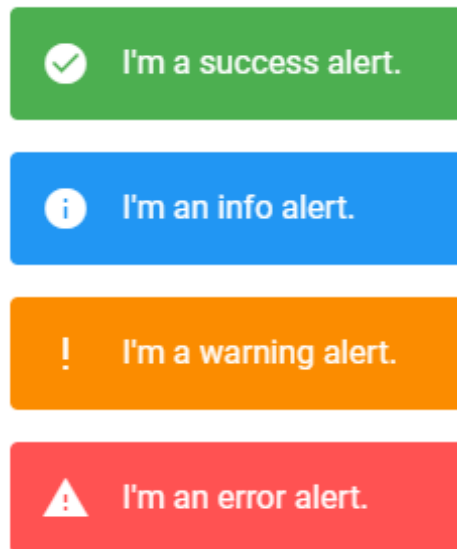 I'm a success alert.
I'm an info alert.
I'm a warning alert.
I'm an error alert.